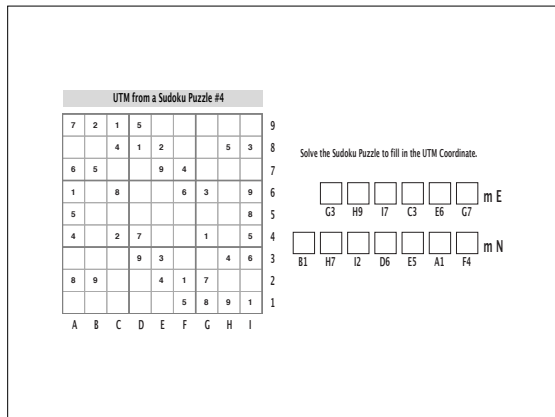 UTM from a Sudoku Puzzle #4
7 2 1 5 9
4 1 2 5 3 8
6 5 9 4 7
1 8 6 3 9 6
5 8 5
4 2 7 1 5 4
9 3 4 6 3
8 9 4 1 7 2
5 8 9 1 1
A B C D E F G H I
Solve the Sudoku Puzzle to fill in the UTM Coordinate.
m E
G3 H9 I7 C3 E6 G7
m N
B1 H7 I2 D6 E5 A1 F4